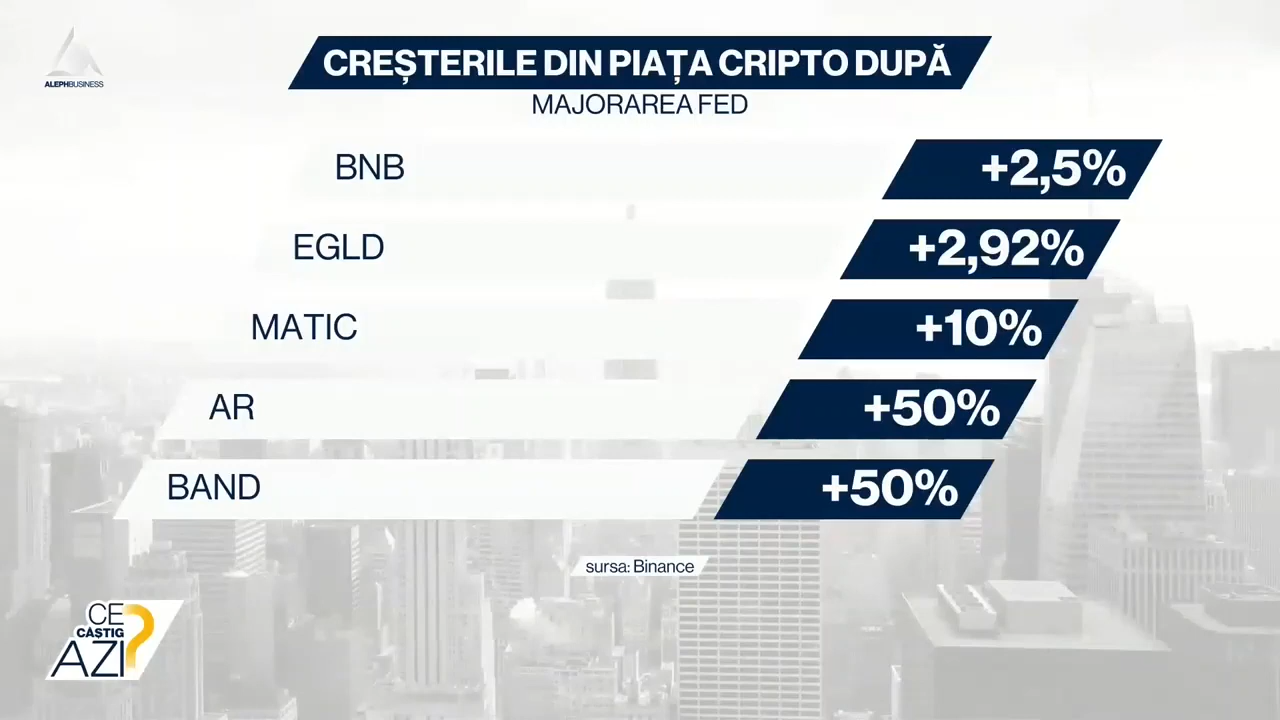 ALEPHBUSINESS
CREȘTERILE DIN PIAȚA CRIPTO DUPĂ
MAJORAREA FED
BNB +2,5%
EGLD +2,92%
MATIC +10%
AR +50%
BAND +50%
sursa: Binance
CE
CÂȘTIG
AZI?